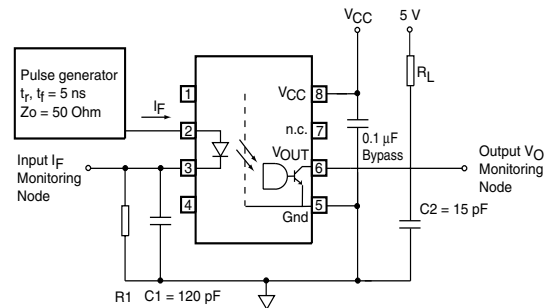 Pulse generator
tr, tf = 5 ns
Zo = 50 Ohm
IF
Input IF
Monitoring
Node
R1
C1 = 120 pF
1
2
3
4
VCC
n.c.
VOUT
Gnd
8
7
6
5
VCC
0.1 µF
Bypass
5 V
RL
Output VO
Monitoring
Node
C2 = 15 pF